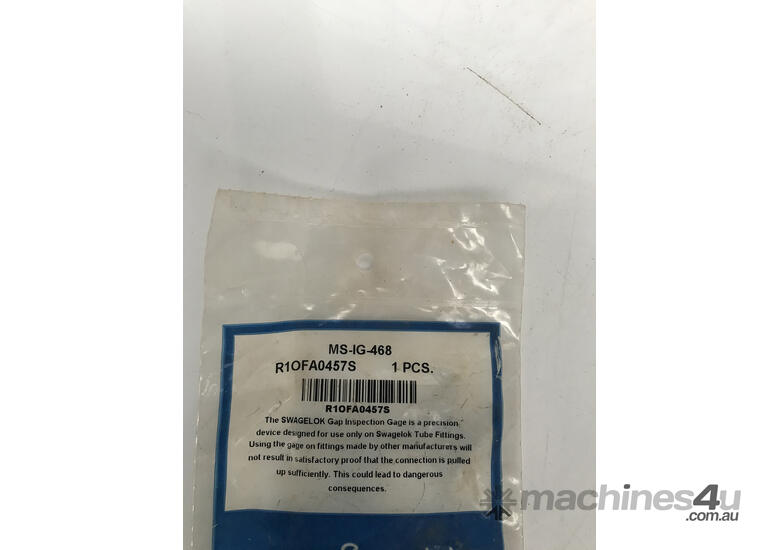 MS-IG-468
R1OFA0457S 1 PCS.
R1OFA0457S
The SWAGELOK Gap Inspection Gage is a precision
device designed for use only on Swagelok Tube Fittings.
Using the gage on fittings made by other manufacturers will
not result in satisfactory proof that the connection is pulled
up sufficiently. This could lead to dangerous
consequences.
machines4u
.com.au